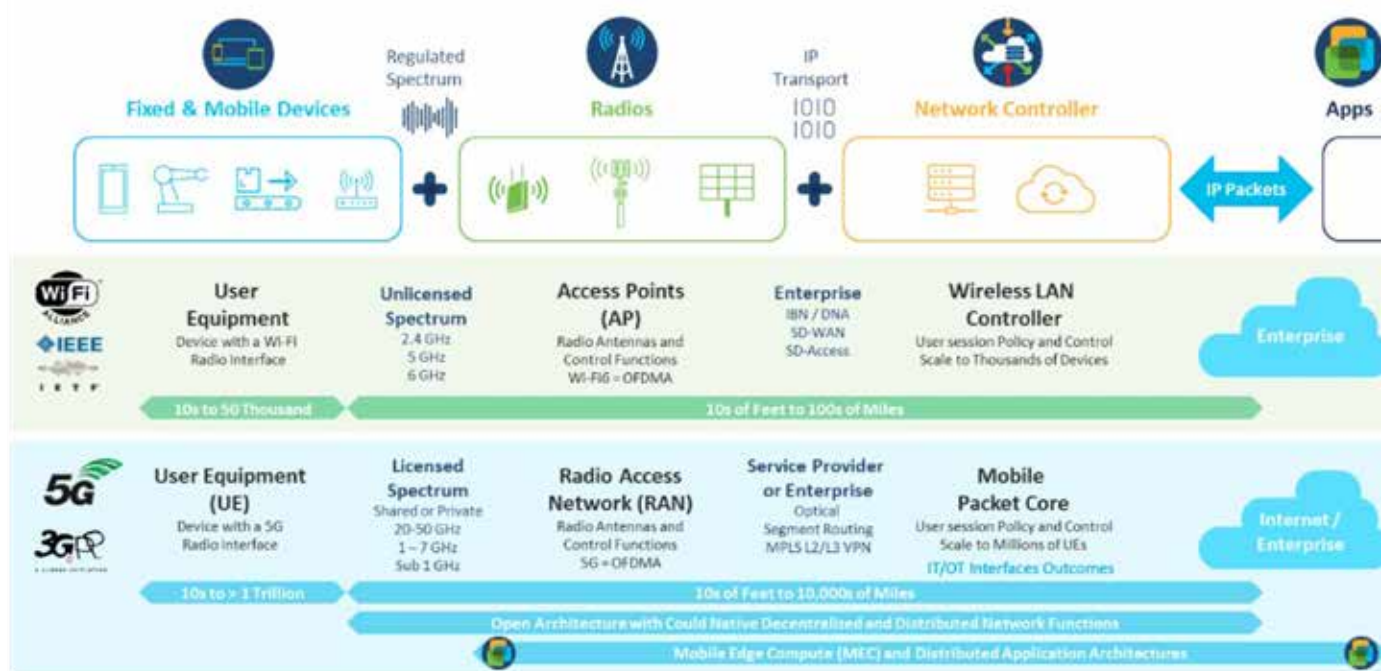 Regulated
Spectrum
IP
Transport
1010
1010
Fixed & Mobile Devices
Radios
Network Controller
Apps
IP Packets
Wi Fi
ALLIANCE
IEEE
I E T F
User
Equipment
Device with a Wi-Fi
Radio Interface
Unlicensed
Spectrum
2.4 GHz
5 GHz
6 GHz
Access Points
(AP)
Radio Antennas and
Control Functions
Wi-Fi6 = OFDMA
Enterprise
IBN / DNA
SD-WAN
SD-Access
Wireless LAN
Controller
User session Policy and Control
Scale to Thousands of Devices
Enterprise
10s to 50 Thousand
10s of Feet to 100s of Miles
5G
3GPP
A GLOBAL INITIATIVE
User Equipment
(UE)
Device with a 5G
Radio Interface
Licensed
Spectrum
Shared or Private
20-50 GHz
1 – 7 GHz
Sub 1 GHz
Radio Access
Network (RAN)
Radio Antennas and
Control Functions
5G = OFDMA
Service Provider
or Enterprise
Optical
Segment Routing
MPLS L2/L3 VPN
Mobile
Packet Core
User session Policy and Control
Scale to Millions of UEs
IT/OT Interfaces Outcomes
Internet /
Enterprise
10s to > 1 Trillion
10s of Feet to 10,000s of Miles
Open Architecture with Could Native Decentralised and Distributed Network Functions
Mobile Edge Compute (MEC) and Distributed Application Architectures